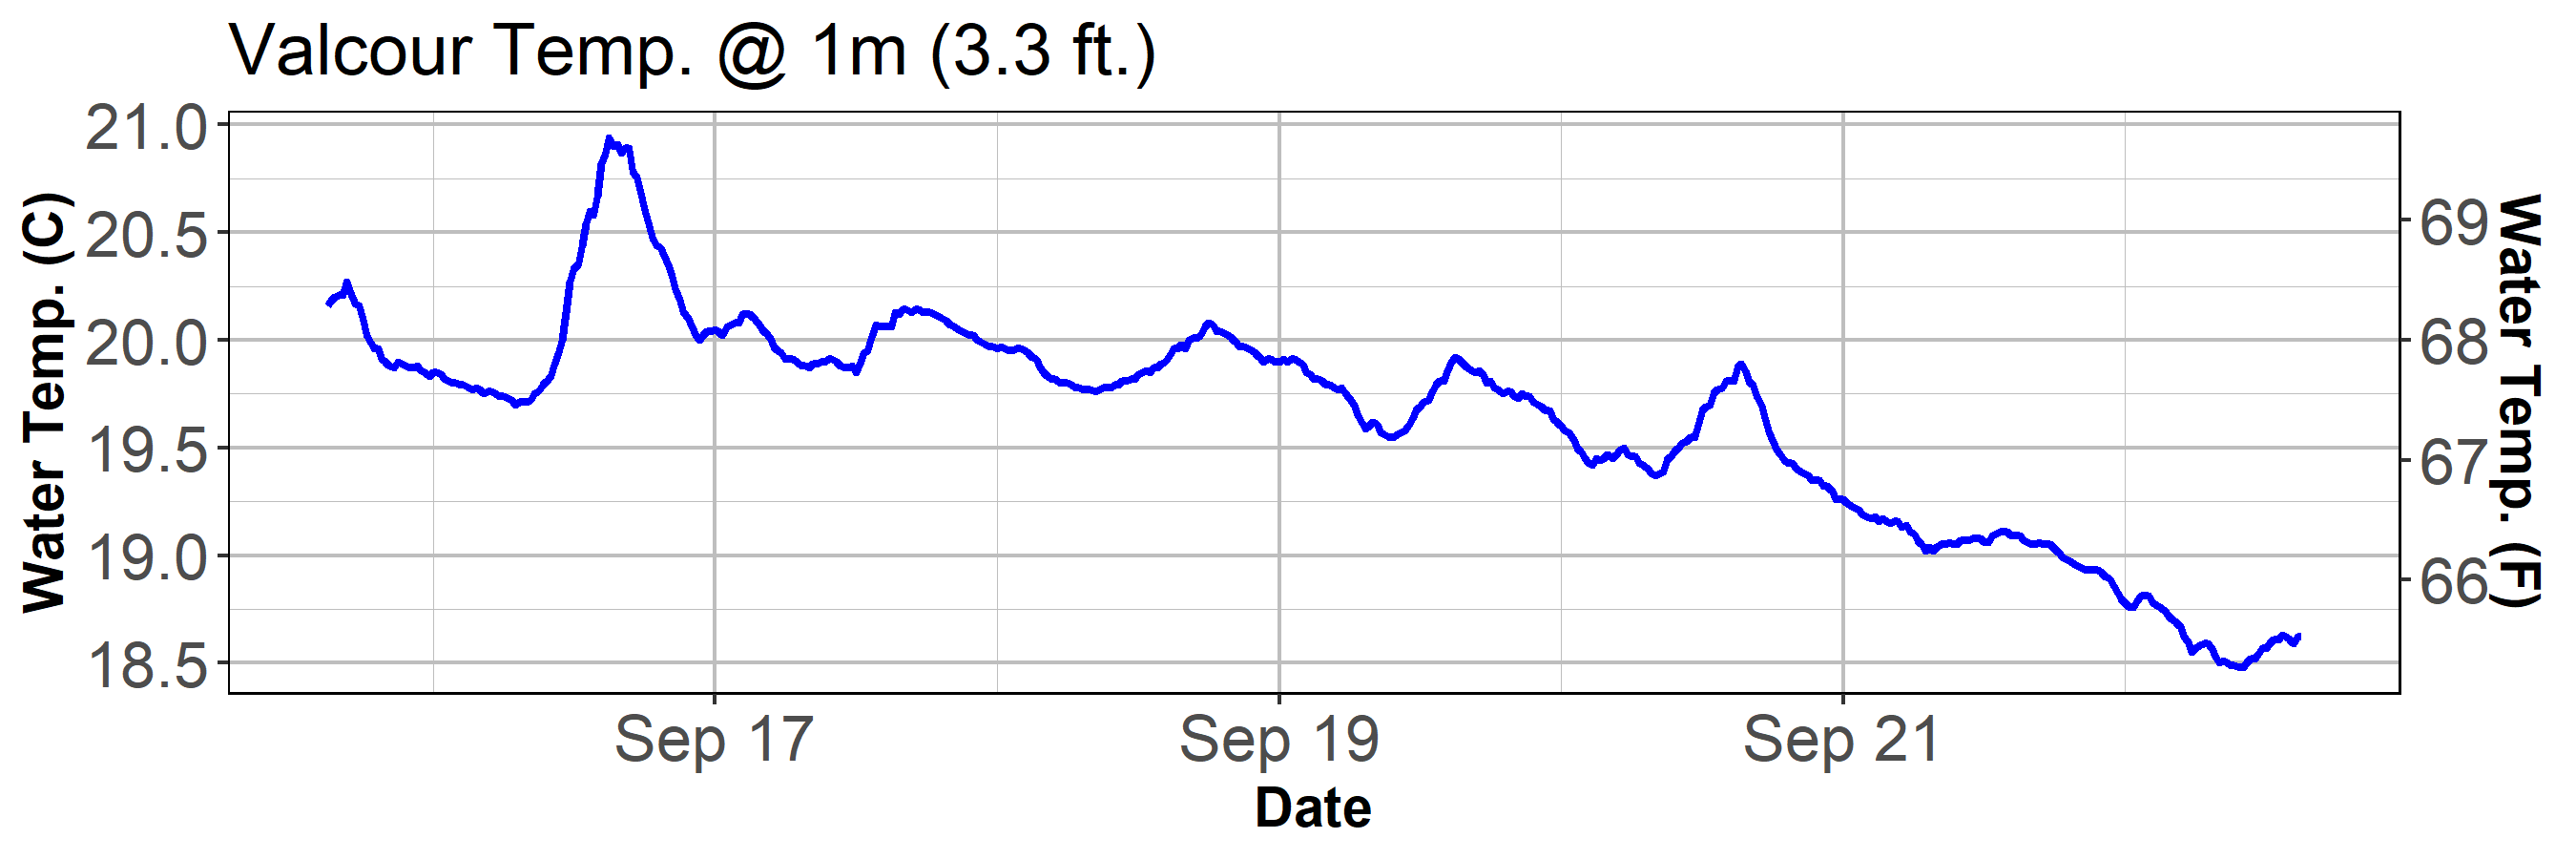 Valcour Temp. @ 1m (3.3 ft.)
Water Temp. (C)
21.0
20.5
20.0
19.5
19.0
18.5
69
68
67
66
Water Temp. (F)
Sep 17 Sep 19 Sep 21
Date